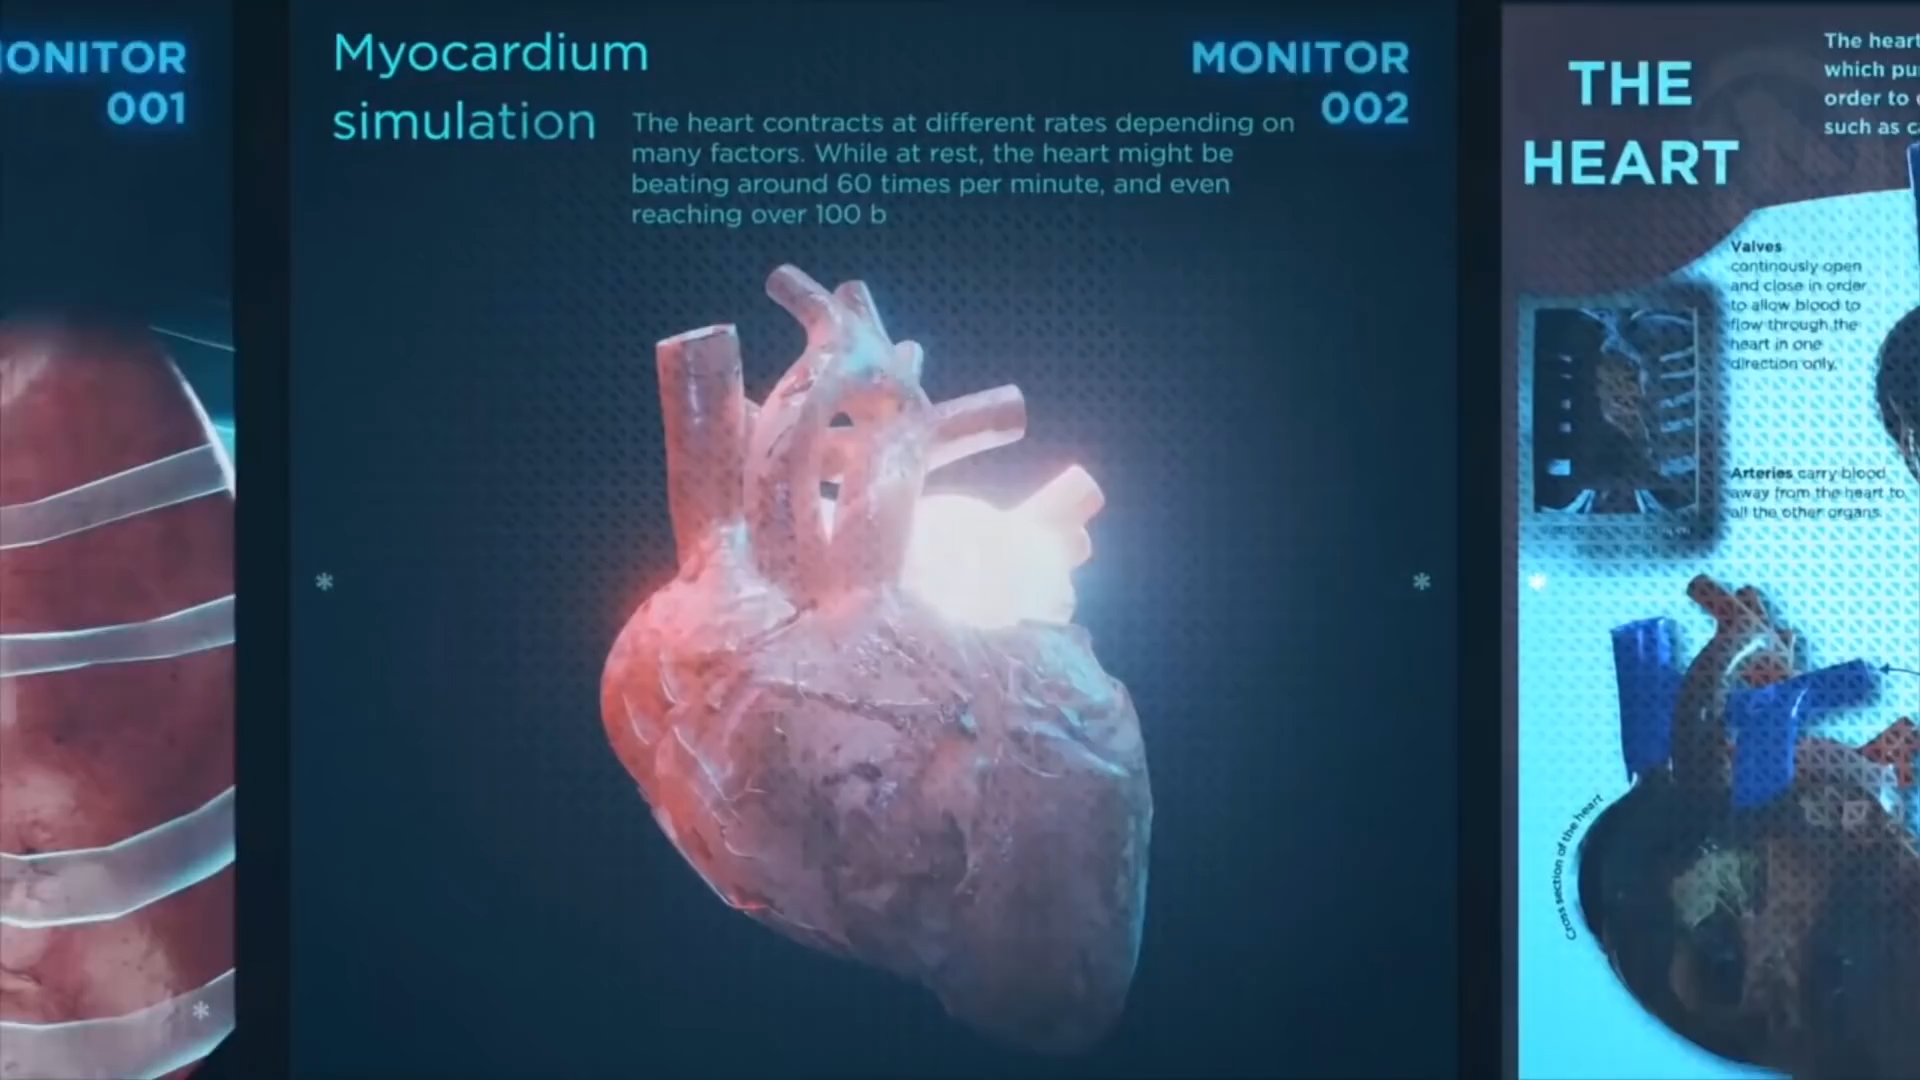 MONITOR
001
Myocardium
simulation
The heart contracts at different rates depending on
many factors. While at rest, the heart might be
beating around 60 times per minute, and even
reaching over 100 b
MONITOR
002
THE
HEART
The heart
which pu
order to
such as c
Valves
continously open
and close in order
to allow blood to
flow through the
heart in one
direction only.
Arteries carry blood
away from the heart to
all the other organs.
Cross section of the heart